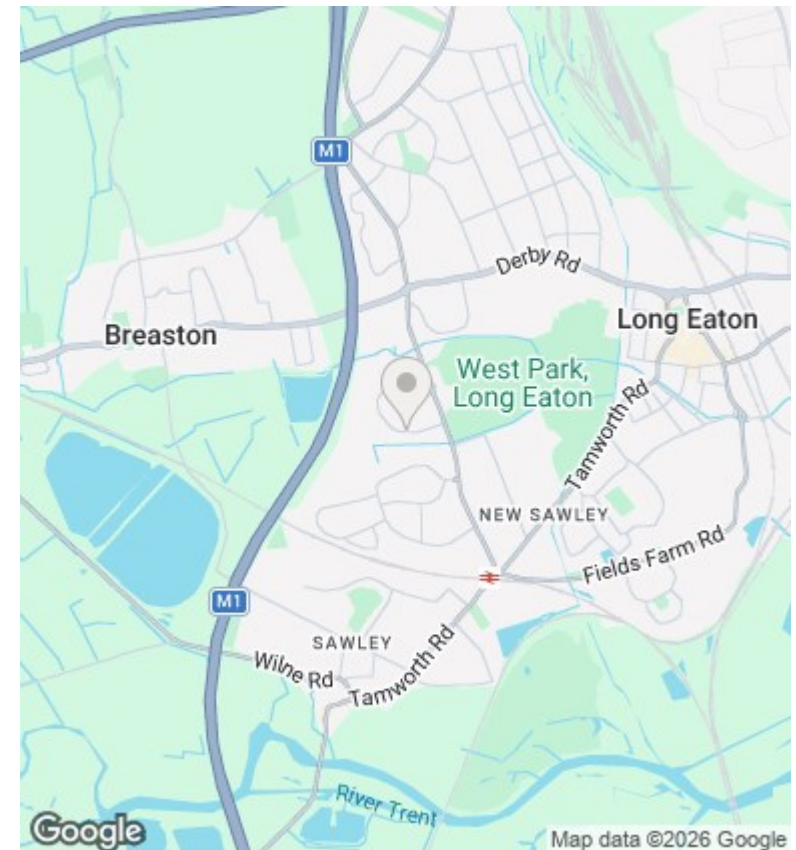 M1
Derby Rd
Long Eaton
Breaston
West Park,
Long Eaton
Tamworth Rd
NEW SAWLEY
Fields Farm Rd
M1
SAWLEY
Wilne Rd
Tamworth Rd
River Trent
Google
Map data ©2026 Google